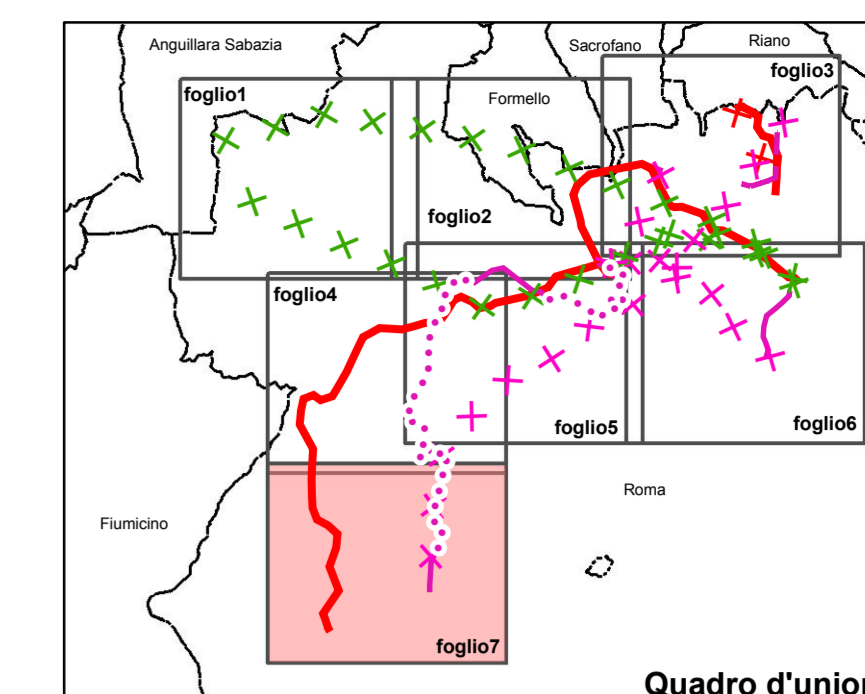 Anguillara Sabazia
Sacrofano
Riano
foglio1
foglio3
Formello
foglio2
foglio4
foglio5
foglio6
Roma
Fiumicino
foglio7
Quadro d'union